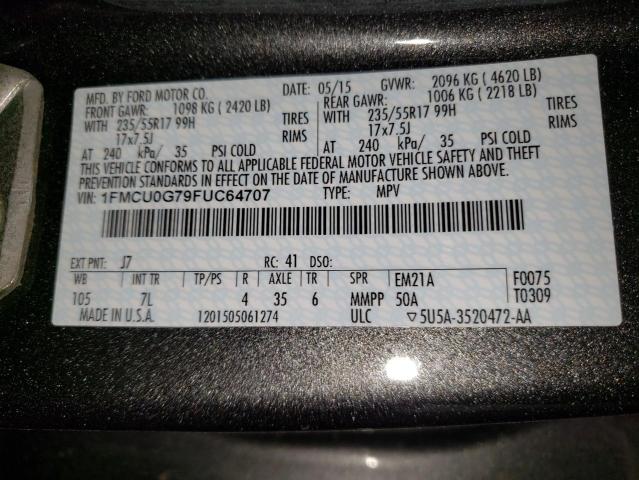 MFD. BY FORD MOTOR CO. DATE: 05/15 GVWR: 2096 KG ( 4620 LB)
FRONT GAWR: 1098 KG ( 2420 LB) REAR GAWR: 1006 KG ( 2218 LB)
WITH 235/55R17 99H TIRES WITH 235/55R17 99H TIRES
17x7.5J RIMS 17x7.5J RIMS
AT 240 kPa/ 35 PSI COLD AT 240 kPa/ 35 PSI COLD
THIS VEHICLE CONFORMS TO ALL APPLICABLE FEDERAL MOTOR VEHICLE SAFETY AND THEFT
PREVENTION STANDARDS IN EFFECT ON THE DATE OF MANUFACTURE SHOWN ABOVE.
VIN: 1FMCU0G79FUC64707 TYPE: MPV
EXT PNT: J7 RC: 41 DSO:
WB INT TR TP/PS R AXLE TR SPR EM21A F0075
105 7L 4 35 6 MMPP 50A T0309
MADE IN U.S.A. 1201505061274 ULC ▽5U5A-3520472-AA